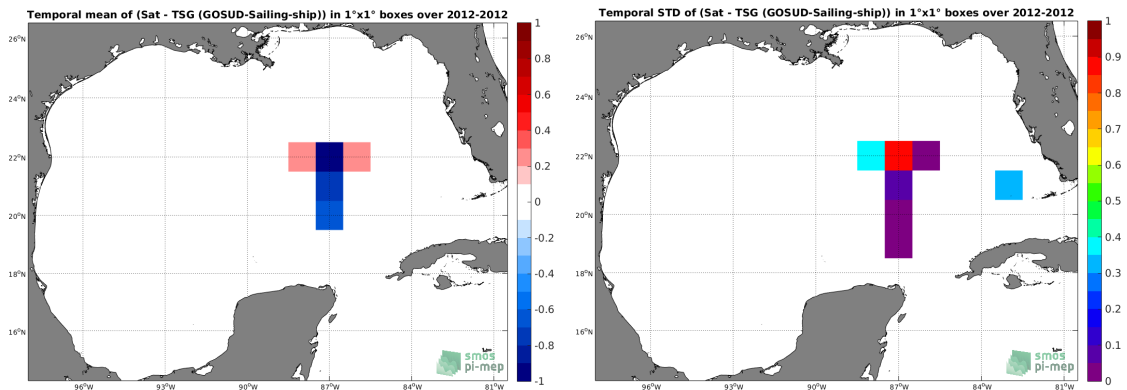 Temporal mean of (Sat - TSG (GOSUD-Sailing-ship)) in 1°x1° boxes over 2012-2012
26°N
24°N
22°N
20°N
18°N
16°N
96°W 93°W 90°W 87°W 84°W 81°W
1
0.8
0.6
0.4
0.2
0
-0.2
-0.4
-0.6
-0.8
-1
smos
pi-mep
Temporal STD of (Sat - TSG (GOSUD-Sailing-ship)) in 1°x1° boxes over 2012-2012
26°N
24°N
22°N
20°N
18°N
16°N
96°W 93°W 90°W 87°W 84°W 81°W
1
0.9
0.8
0.7
0.6
0.5
0.4
0.3
0.2
0.1
0
smos
pi-mep